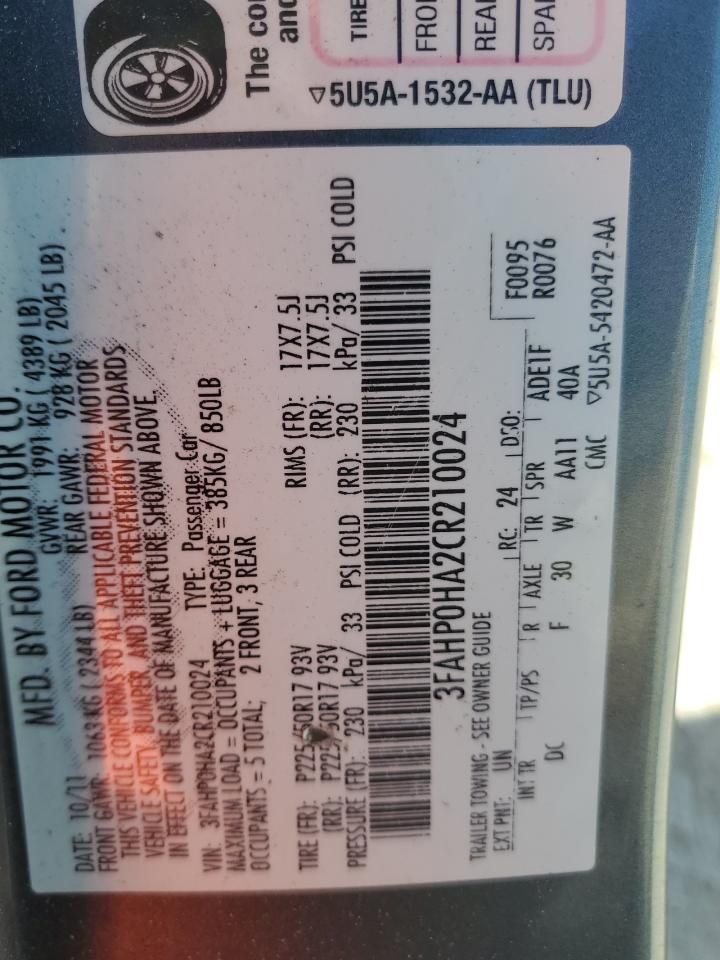 The co
and
TIRE
FRO
REA
SPA
▽5U5A-1532-AA (TLU)
MFD. BY FORD MOTOR CO.
DATE: 10/11 GVWR: 1991 KG ( 4389 LB)
FRONT GAWR: 1063 KG ( 2344 LB) REAR GAWR: 928 KG ( 2045 LB).
THIS VEHICLE CONFORMS TO ALL APPLICABLE FEDERAL MOTOR
VEHICLE SAFETY, BUMPER, AND THEFT PREVENTION STANDARDS
IN EFFECT ON THE DATE OF MANUFACTURE SHOWN ABOVE.
VIN: 3FAHP0HA2CR210024 TYPE: Passenger Car
MAXIMUM LOAD = OCCUPANTS + LUGGAGE = 385KG/ 850LB
OCCUPANTS = 5 TOTAL: 2 FRONT, 3 REAR
TIRE (FR): P225/50R17 93V RIMS (FR): 17X7.5J
(RR): P225/50R17 93V (RR): 17X7.5J
PRESSURE (FR): 230 kPa/ 33 PSI COLD (RR): 230 kPa/ 33 PSI COLD
3FAHP0HA2CR210024
TRAILER TOWING - SEE OWNER GUIDE
EXT PNT: UN RC: 24 DSO: F0095
R0076
INT TR TP/PS R AXLE TR SPR ADE1F
DC F 30 W AA11 40A
CMC ▽5U5A-5420472-AA